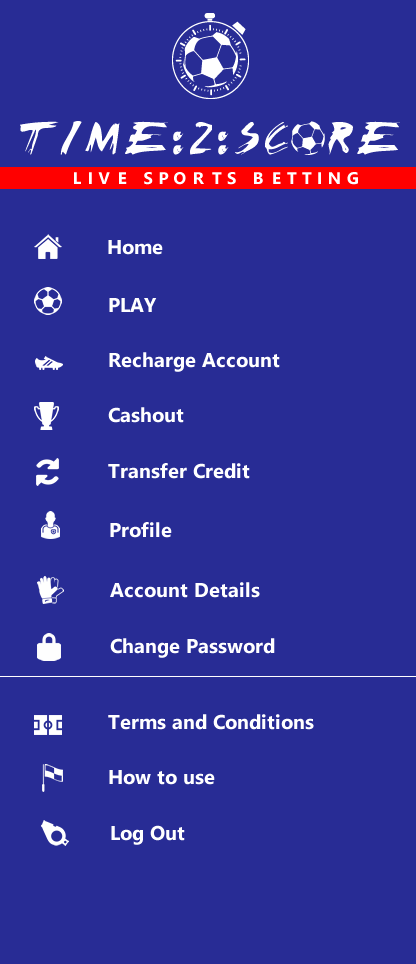 TIME:2:SCORE
LIVE SPORTS BETTING
Home
PLAY
Recharge Account
Cashout
Transfer Credit
Profile
Account Details
Change Password
Terms and Conditions
How to use
Log Out